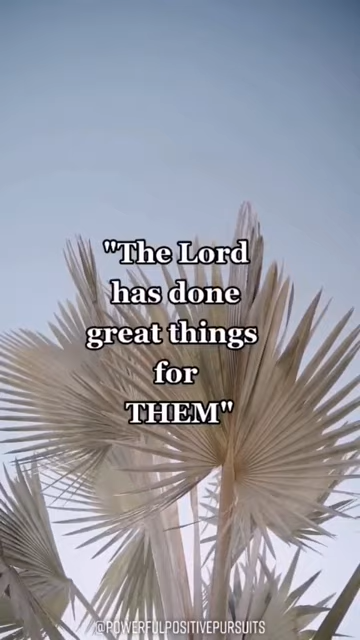 "The Lord
has done
great things
for
THEM"
@POWERFULPOSITIVEPURSUITS